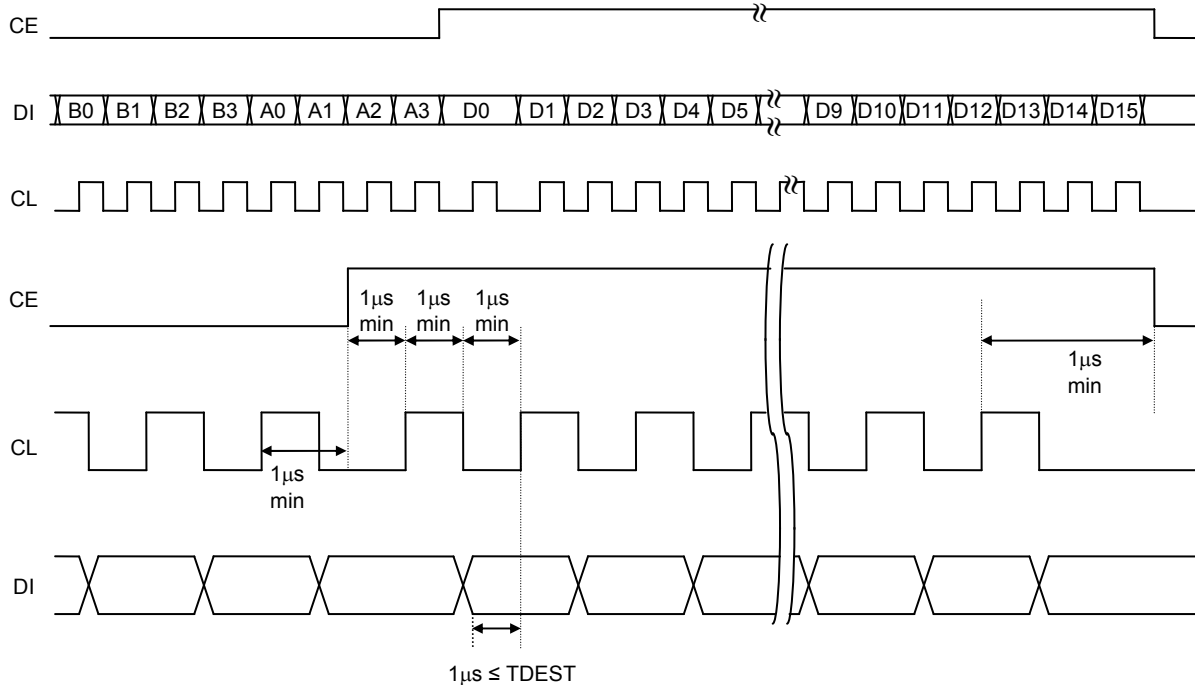 CE
DI B0 B1 B2 B3 A0 A1 A2 A3 D0 D1 D2 D3 D4 D5 D9 D10 D11 D12 D13 D14 D15
CL
CE
1μs min
1μs min
1μs min
1μs min
CL
1μs min
DI
1μs ≤ TDEST